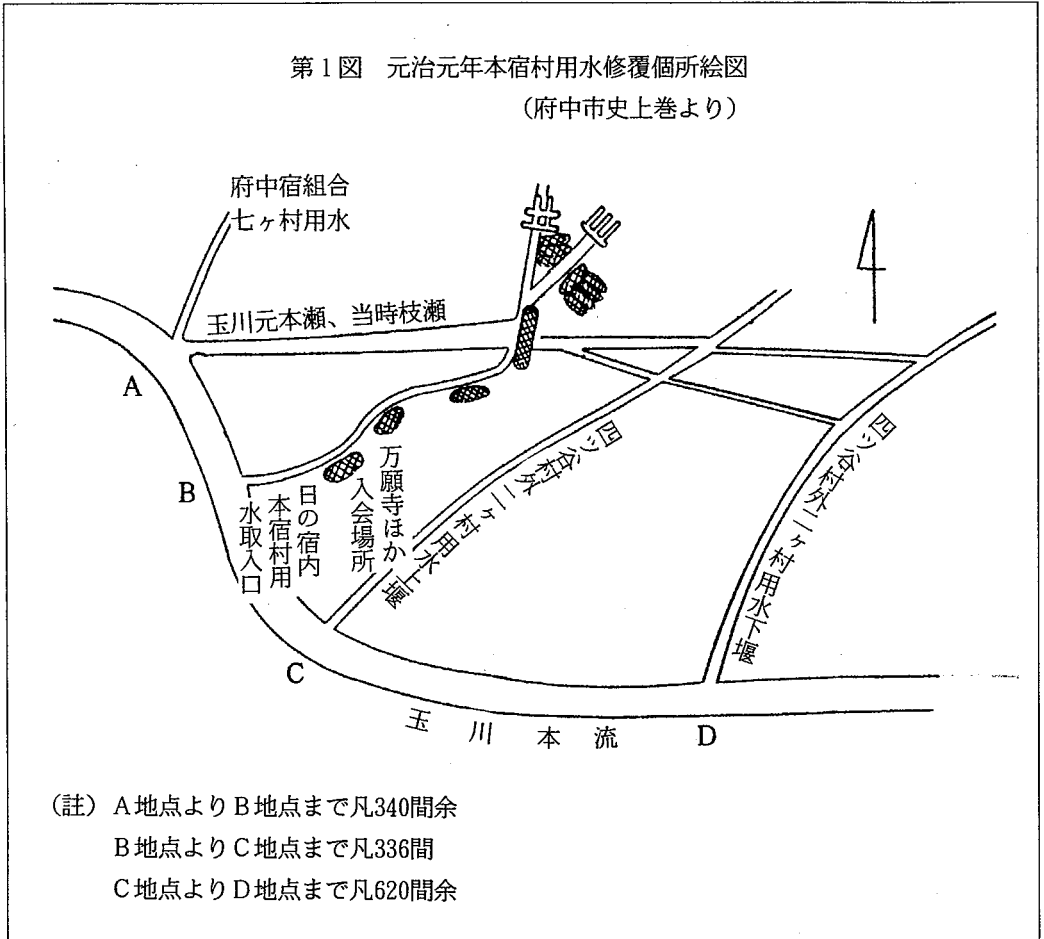 第1図　元治元年本宿村用水修覆個所絵図
（府中市史上巻より）
府中宿組合
七ヶ村用水
玉川元本瀬、当時枝瀬
A
B
C
D
万願寺ほか
入会場所
日の宿内
本宿村用
水取入口
四ッ谷村外二ヶ村用水上堰
四ッ谷村外二ヶ村用水下堰
玉川本流
（註）A地点よりB地点まで凡340間余
B地点よりC地点まで凡336間
C地点よりD地点まで凡620間余